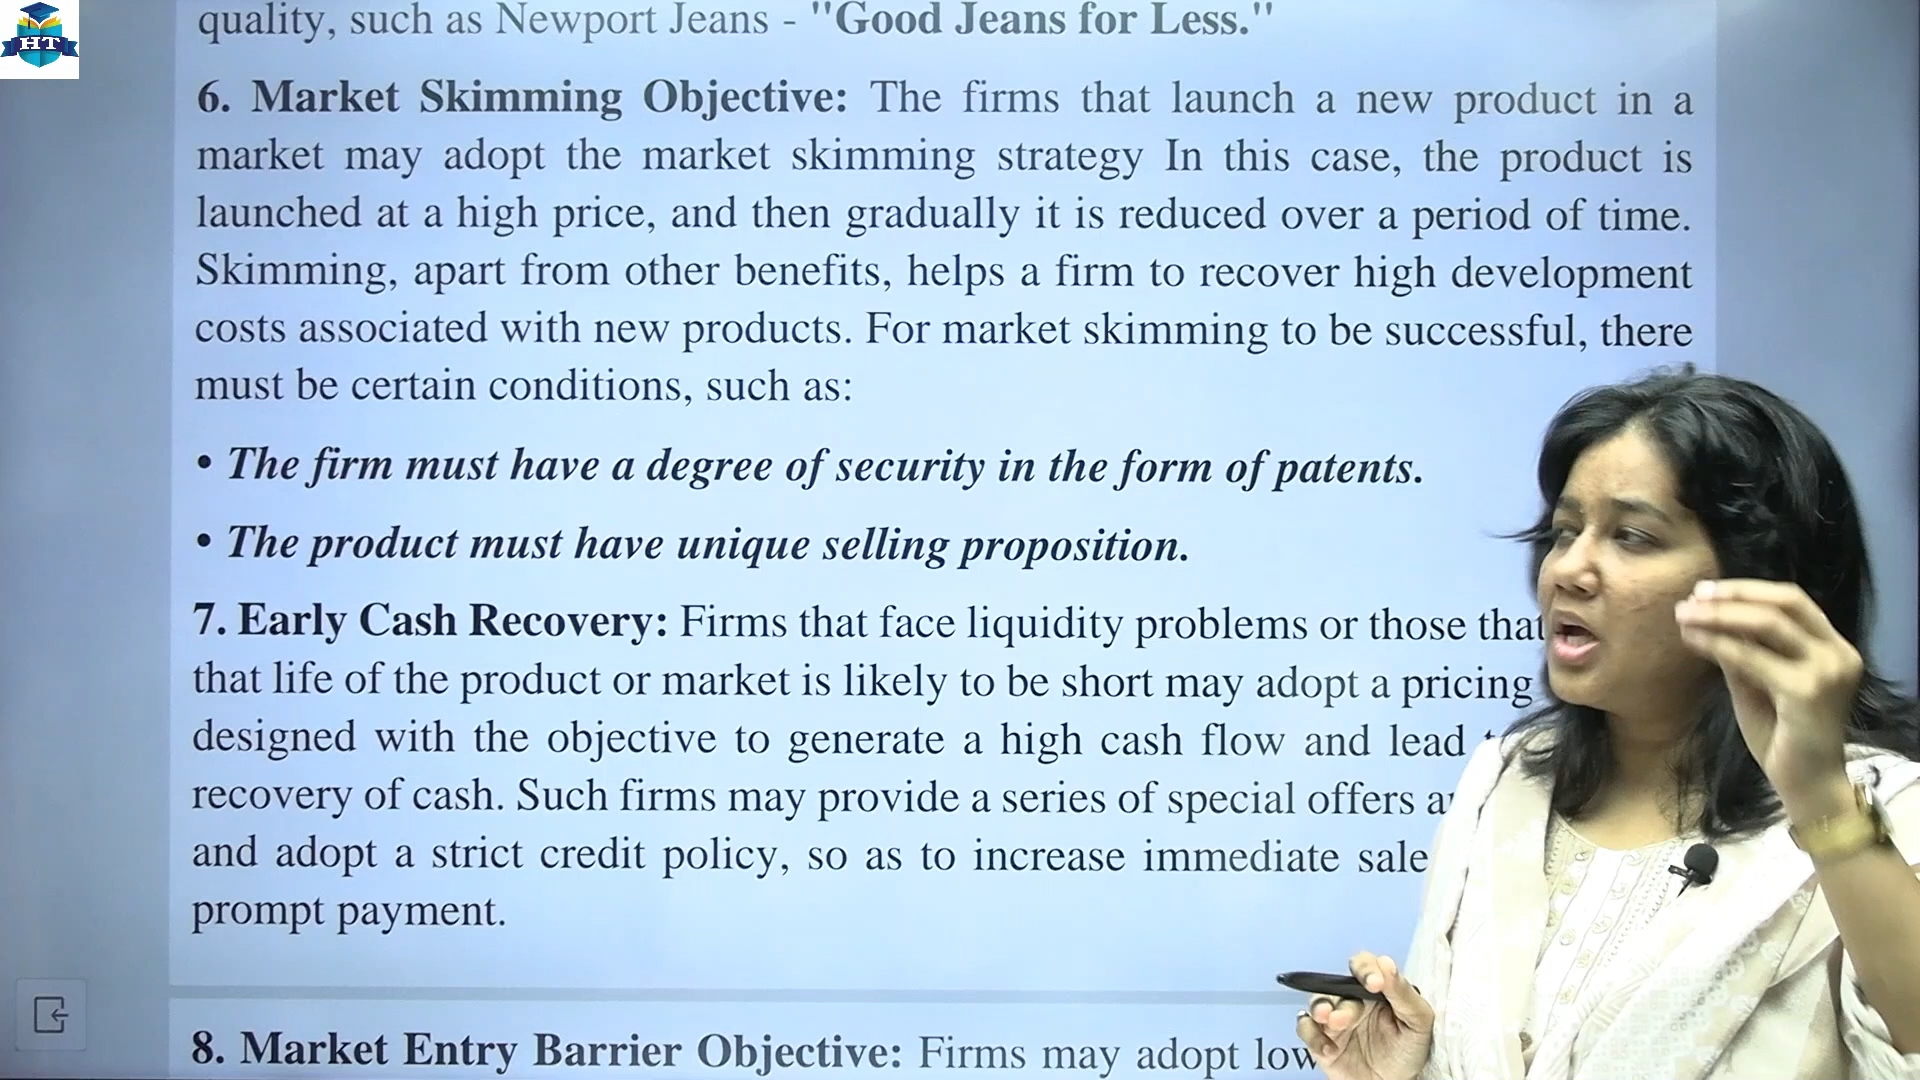 HT
quality, such as Newport Jeans - "Good Jeans for Less."
6. Market Skimming Objective: The firms that launch a new product in a
market may adopt the market skimming strategy In this case, the product is
launched at a high price, and then gradually it is reduced over a period of time.
Skimming, apart from other benefits, helps a firm to recover high development
costs associated with new products. For market skimming to be successful, there
must be certain conditions, such as:
• The firm must have a degree of security in the form of patents.
• The product must have unique selling proposition.
7. Early Cash Recovery: Firms that face liquidity problems or those that
that life of the product or market is likely to be short may adopt a pricing
designed with the objective to generate a high cash flow and lead
recovery of cash. Such firms may provide a series of special offers
and adopt a strict credit policy, so as to increase immediate sale
prompt payment.
8. Market Entry Barrier Objective: Firms may adopt low